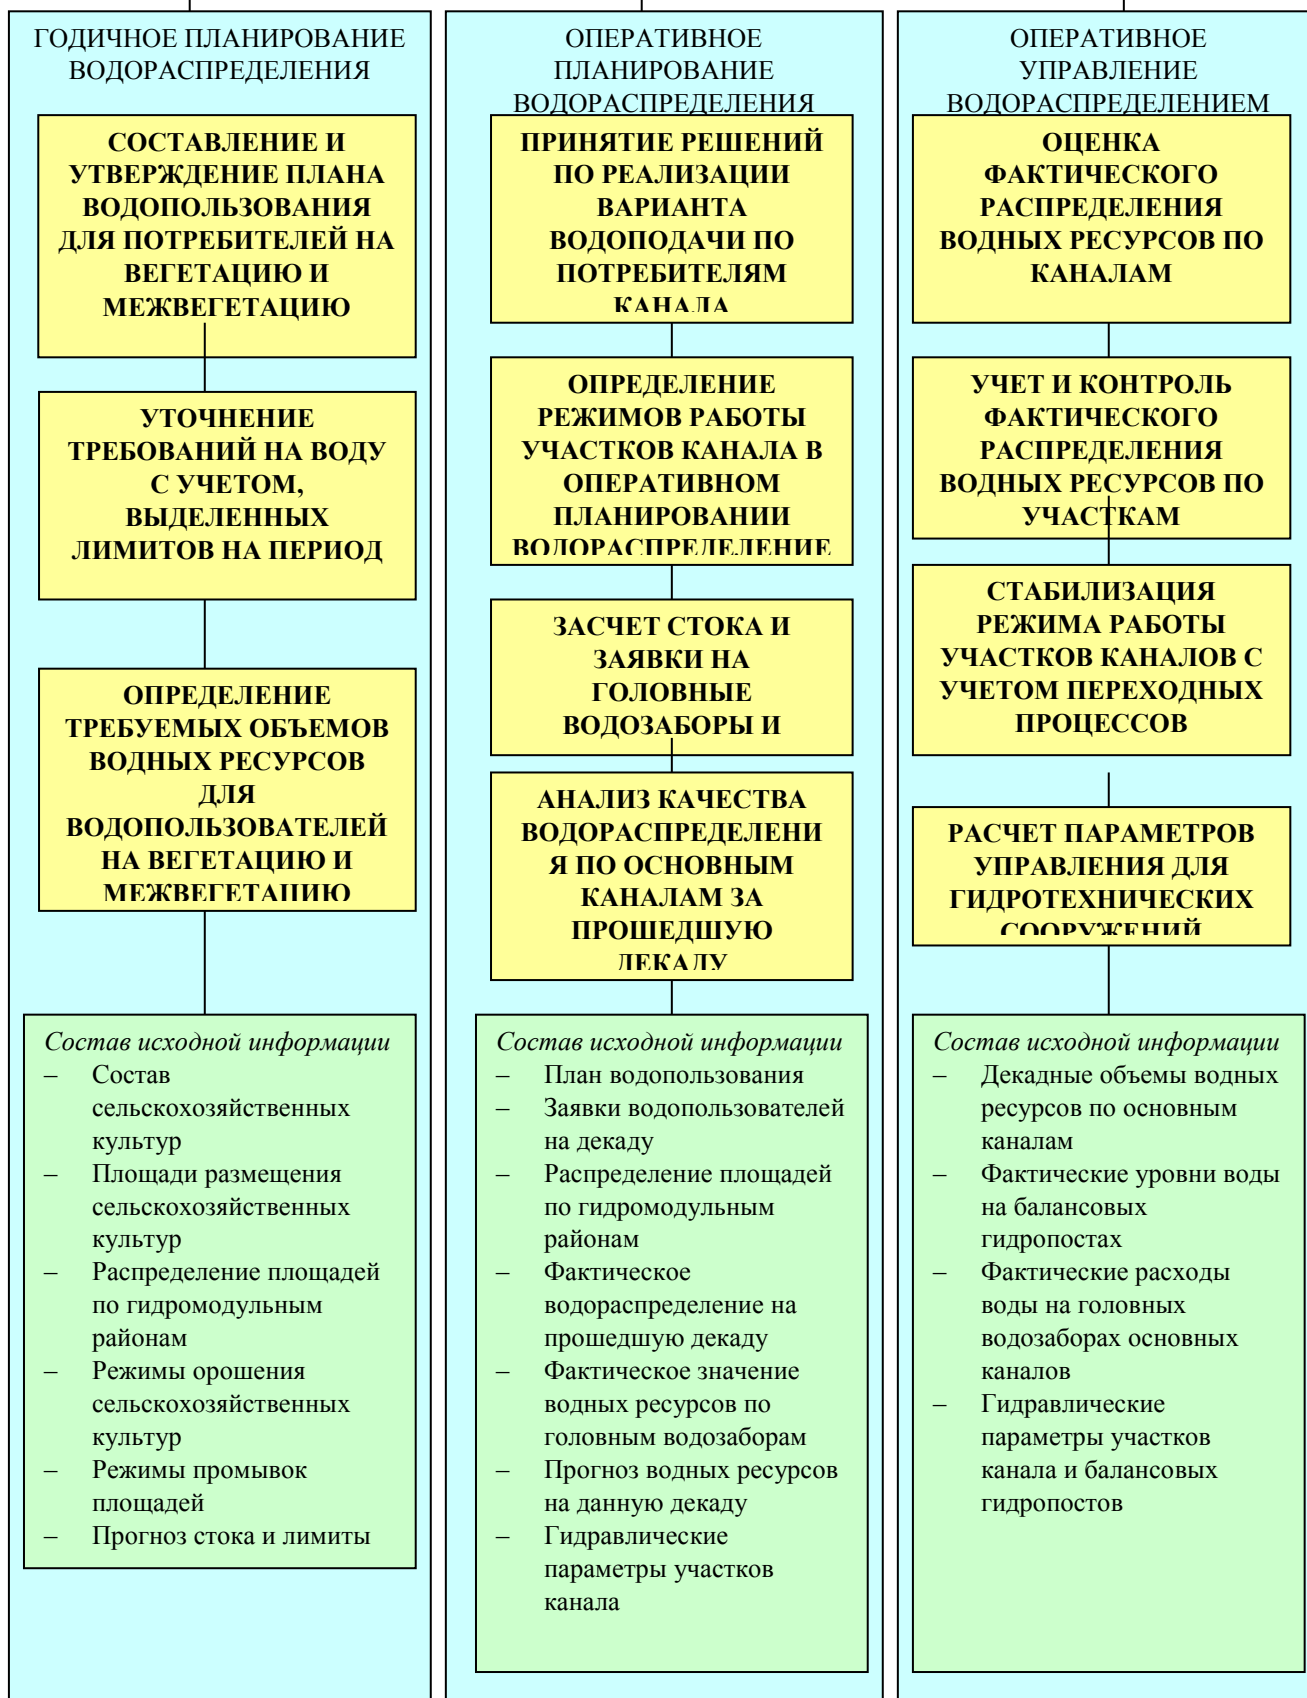 ГОДИЧНОЕ ПЛАНИРОВАНИЕ
ВОДОРАСПРЕДЕЛЕНИЯ
СОСТАВЛЕНИЕ И
УТВЕРЖДЕНИЕ ПЛАНА
ВОДОПОЛЬЗОВАНИЯ
ДЛЯ ПОТРЕБИТЕЛЕЙ НА
ВЕГЕТАЦИЮ И
МЕЖВЕГЕТАЦИЮ
УТОЧНЕНИЕ
ТРЕБОВАНИЙ НА ВОДУ
С УЧЕТОМ,
ВЫДЕЛЕННЫХ
ЛИМИТОВ НА ПЕРИОД
ОПРЕДЕЛЕНИЕ
ТРЕБУЕМЫХ ОБЪЕМОВ
ВОДНЫХ РЕСУРСОВ
ДЛЯ
ВОДОПОЛЬЗОВАТЕЛЕЙ
НА ВЕГЕТАЦИЮ И
МЕЖВЕГЕТАЦИЮ
Состав исходной информации
– Состав
сельскохозяйственных
культур
– Площади размещения
сельскохозяйственных
культур
– Распределение площадей
по гидромодульным
районам
– Режимы орошения
сельскохозяйственных
культур
– Режимы промывок
площадей
– Прогноз стока и лимиты
ОПЕРАТИВНОЕ
ПЛАНИРОВАНИЕ
ВОДОРАСПРЕДЕЛЕНИЯ
ПРИНЯТИЕ РЕШЕНИЙ
ПО РЕАЛИЗАЦИИ
ВАРИАНТА
ВОДОПОДАЧИ ПО
ПОТРЕБИТЕЛЯМ
КАНАЛА
ОПРЕДЕЛЕНИЕ
РЕЖИМОВ РАБОТЫ
УЧАСТКОВ КАНАЛА В
ОПЕРАТИВНОМ
ПЛАНИРОВАНИИ
ВОДОРАСПРЕДЕЛЕНИЕ
ЗАСЧЕТ СТОКА И
ЗАЯВКИ НА
ГОЛОВНЫЕ
ВОДОЗАБОРЫ И
АНАЛИЗ КАЧЕСТВА
ВОДОРАСПРЕДЕЛЕНИ
Я ПО ОСНОВНЫМ
КАНАЛАМ ЗА
ПРОШЕДШУЮ
ДЕКАДУ
Состав исходной информации
– План водопользования
– Заявки водопользователей
на декаду
– Распределение площадей
по гидромодульным
районам
– Фактическое
водораспределение на
прошедшую декаду
– Фактическое значение
водных ресурсов по
головным водозаборам
– Прогноз водных ресурсов
на данную декаду
– Гидравлические
параметры участков
канала
ОПЕРАТИВНОЕ
УПРАВЛЕНИЕ
ВОДОРАСПРЕДЕЛЕНИЕМ
ОЦЕНКА
ФАКТИЧЕСКОГО
РАСПРЕДЕЛЕНИЯ
ВОДНЫХ РЕСУРСОВ ПО
КАНАЛАМ
УЧЕТ И КОНТРОЛЬ
ФАКТИЧЕСКОГО
РАСПРЕДЕЛЕНИЯ
ВОДНЫХ РЕСУРСОВ ПО
УЧАСТКАМ
СТАБИЛИЗАЦИЯ
РЕЖИМА РАБОТЫ
УЧАСТКОВ КАНАЛОВ С
УЧЕТОМ ПЕРЕХОДНЫХ
ПРОЦЕССОВ
РАСЧЕТ ПАРАМЕТРОВ
УПРАВЛЕНИЯ ДЛЯ
ГИДРОТЕХНИЧЕСКИХ
СООРУЖЕНИЙ
Состав исходной информации
– Декадные объемы водных
ресурсов по основным
каналам
– Фактические уровни воды
на балансовых
гидропостах
– Фактические расходы
воды на головных
водозаборах основных
каналов
– Гидравлические
параметры участков
канала и балансовых
гидропостов